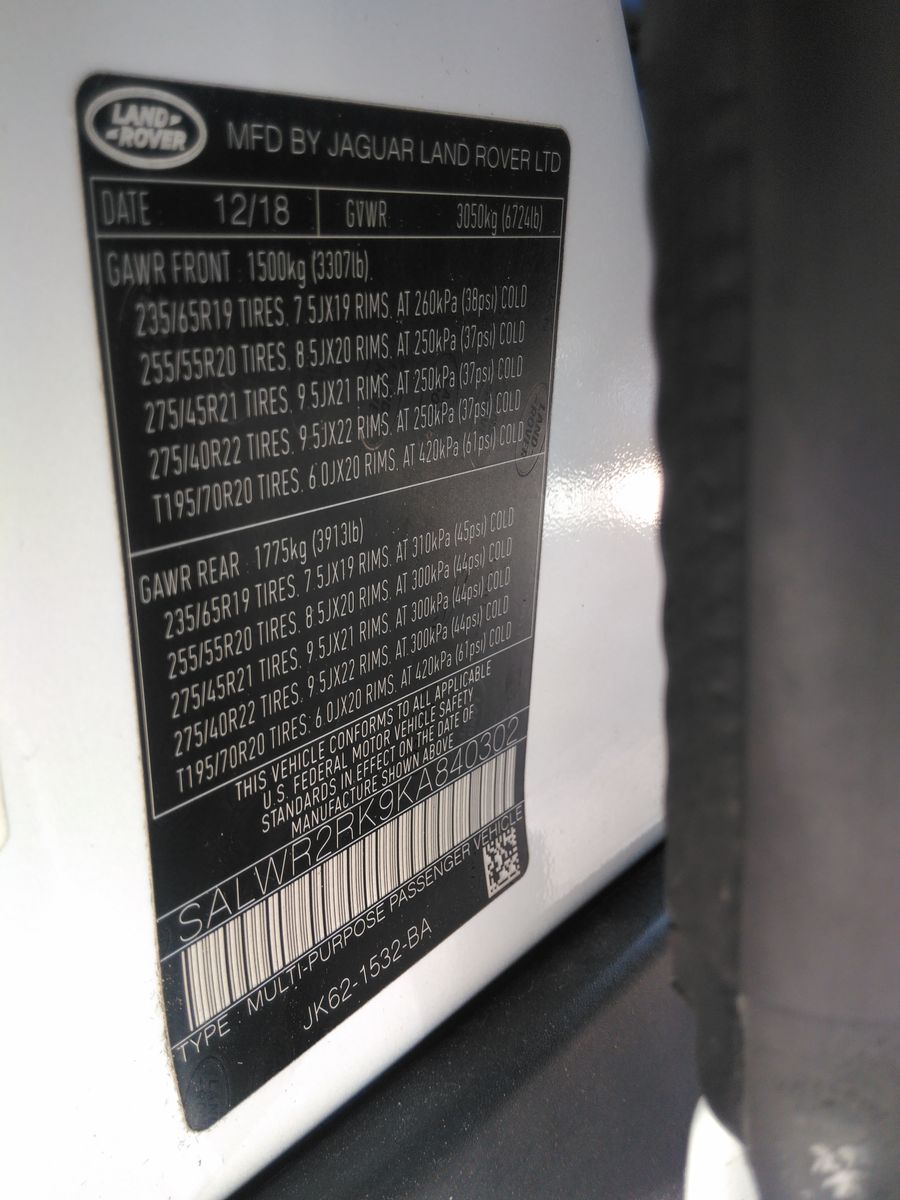 LAND ROVER
MFD BY JAGUAR LAND ROVER LTD
DATE 12/18 GVWR 3050kg (6724lb)
GAWR FRONT 1500kg (3307lb).
235/65R19 TIRES. 7.5JX19 RIMS. AT 260kPa (38psi) COLD
255/55R20 TIRES. 8.5JX20 RIMS. AT 250kPa (37psi) COLD
275/45R21 TIRES. 9.5JX21 RIMS. AT 250kPa (37psi) COLD
275/40R22 TIRES. 9.5JX22 RIMS. AT 250kPa (37psi) COLD
T195/70R20 TIRES. 6.0JX20 RIMS. AT 420kPa (61psi) COLD
GAWR REAR 1775kg (3913lb)
235/65R19 TIRES. 7.5JX19 RIMS. AT 310kPa (45psi) COLD
255/55R20 TIRES. 8.5JX20 RIMS. AT 300kPa (44psi) COLD
275/45R21 TIRES. 9.5JX21 RIMS. AT 300kPa (44psi) COLD
275/40R22 TIRES. 9.5JX22 RIMS. AT 300kPa (44psi) COLD
T195/70R20 TIRES. 6.0JX20 RIMS. AT 420kPa (61psi) COLD
THIS VEHICLE CONFORMS TO ALL APPLICABLE
U.S. FEDERAL MOTOR VEHICLE SAFETY
STANDARDS IN EFFECT ON THE DATE OF
MANUFACTURE SHOWN ABOVE
SALWR2RK9KA840302
TYPE : MULTI-PURPOSE PASSENGER VEHICLE
JK62-1532-BA